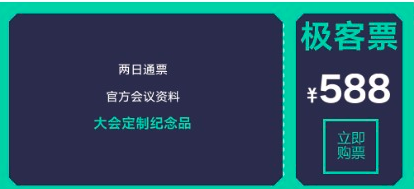 两日通票
官方会议资料
大会定制纪念品
极客票
¥588
立即
购票